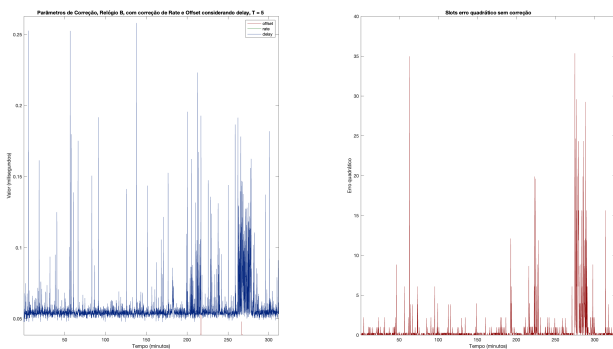 Parâmetros de Correção, Relógio B, com correção de Rate e Offset considerando delay, T = 5
offset
rate
delay
0.25
0.2
0.15
0.1
0.05
Valor (milisegundos)
50
100
150
200
250
300
Tempo (minutos)
Slots erro quadrático sem correção
40
35
30
25
20
15
10
5
0
Erro quadrático
50
100
150
200
250
300
Tempo (minutos)